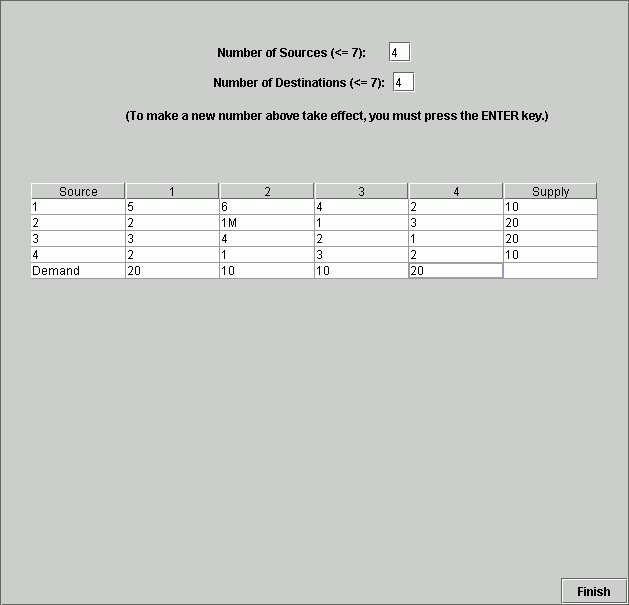 Number of Sources (<= 7): 4
Number of Destinations (<= 7): 4
(To make a new number above take effect, you must press the ENTER key.)
Source 1 2 3 4 Supply
1 5 6 4 2 10
2 2 1M 1 3 20
3 3 4 2 1 20
4 2 1 3 2 10
Demand 20 10 10 20
Finish